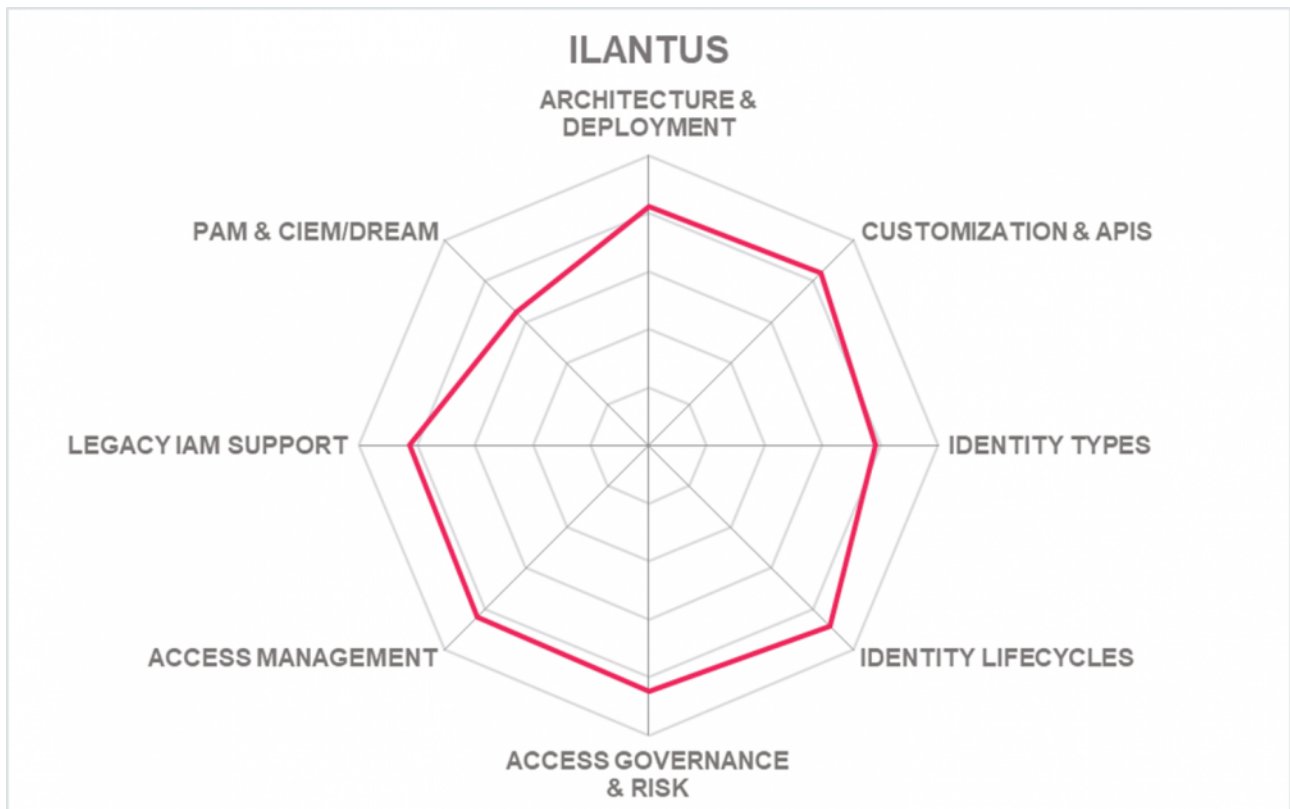 ILANTUS
ARCHITECTURE &
DEPLOYMENT
PAM & CIEM/DREAM
CUSTOMIZATION & APIS
LEGACY IAM SUPPORT
IDENTITY TYPES
ACCESS MANAGEMENT
IDENTITY LIFECYCLES
ACCESS GOVERNANCE
& RISK